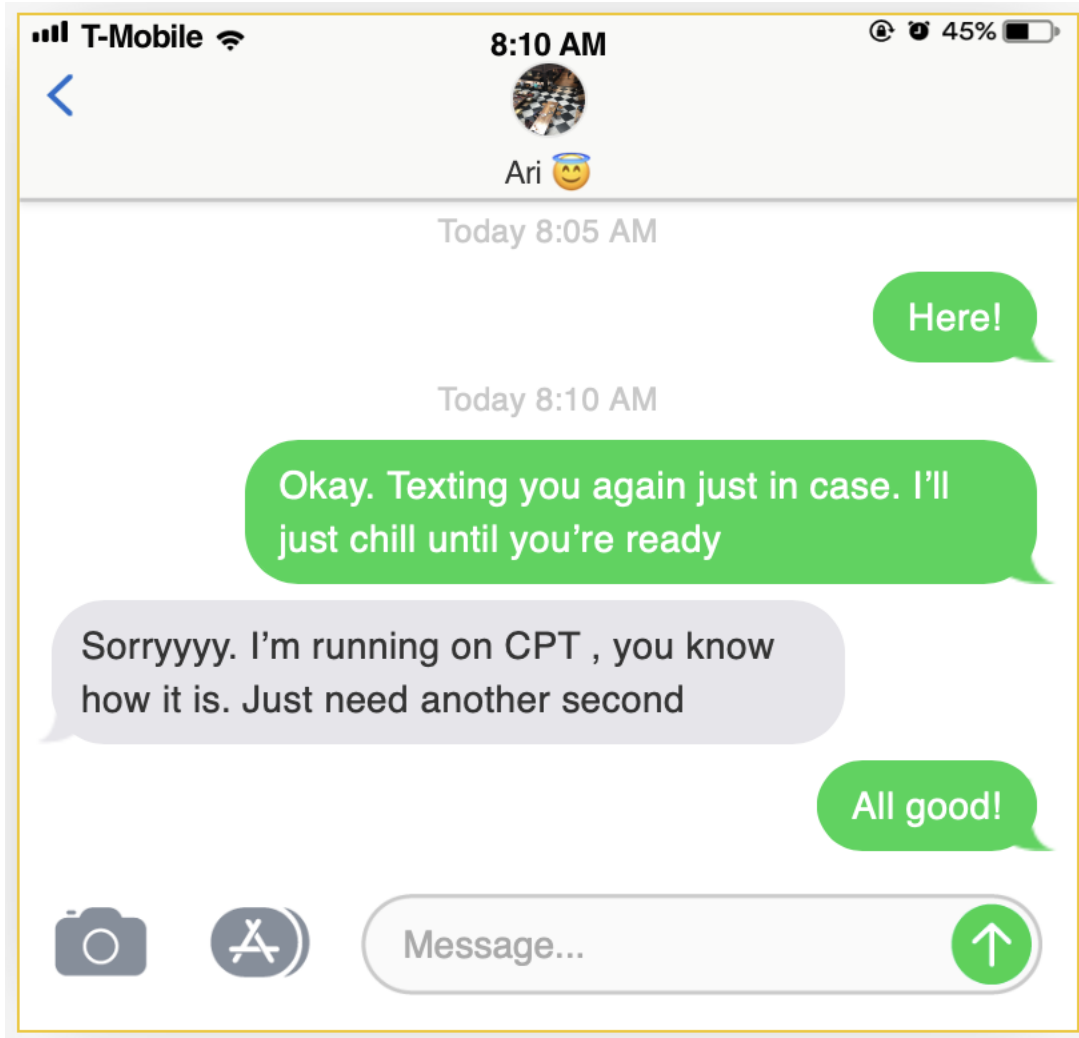 T-Mobile
8:10 AM
45%
Ari 😇
Today 8:05 AM
Here!
Today 8:10 AM
Okay. Texting you again just in case. I’ll
just chill until you’re ready
Sorryyyy. I’m running on CPT , you know
how it is. Just need another second
All good!
Message...